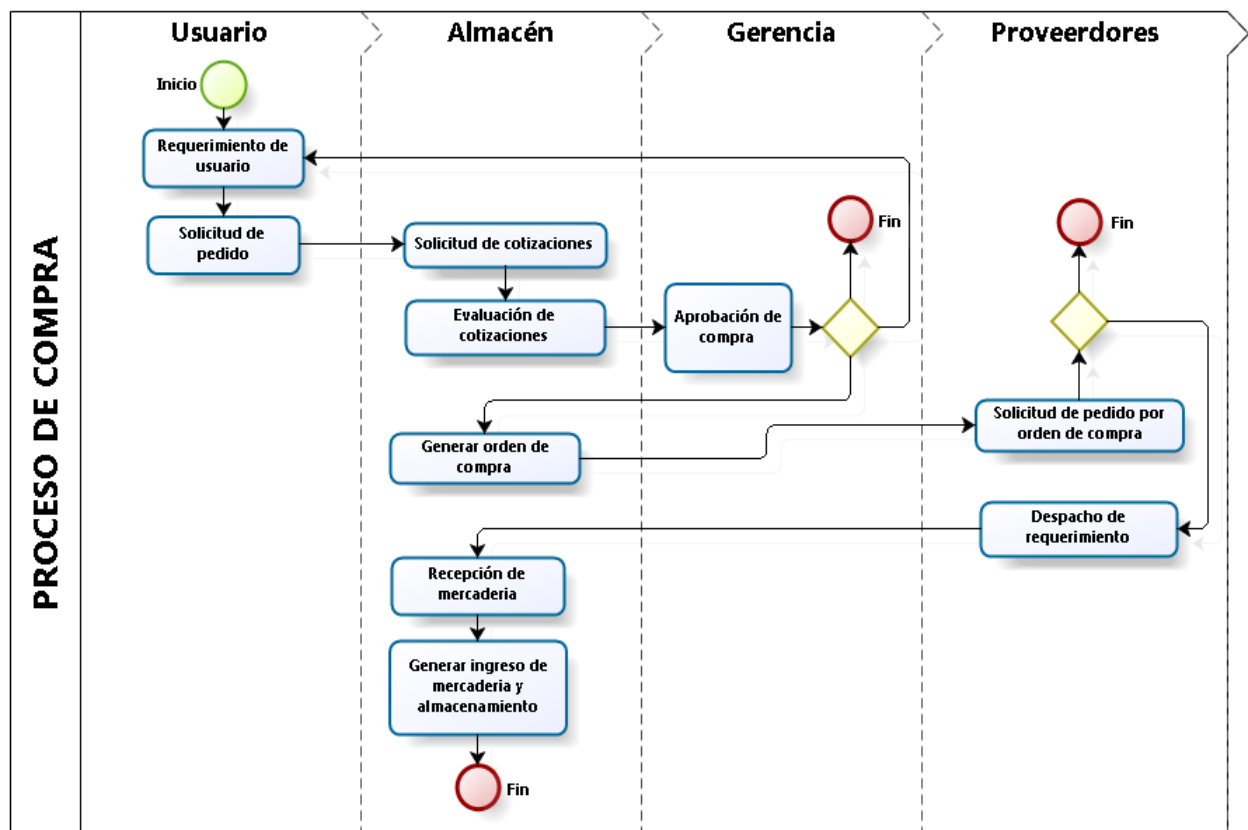 PROCESO DE COMPRA
Usuario
Almacén
Gerencia
Proveerdores
Inicio
Requerimiento de
usuario
Solicitud de
pedido
Solicitud de cotizaciones
Evaluación de
cotizaciones
Aprobación de
compra
Fin
Fin
Generar orden de
compra
Solicitud de pedido por
orden de compra
Despacho de
requerimiento
Recepción de
mercaderia
Generar ingreso de
mercaderia y
almacenamiento
Fin